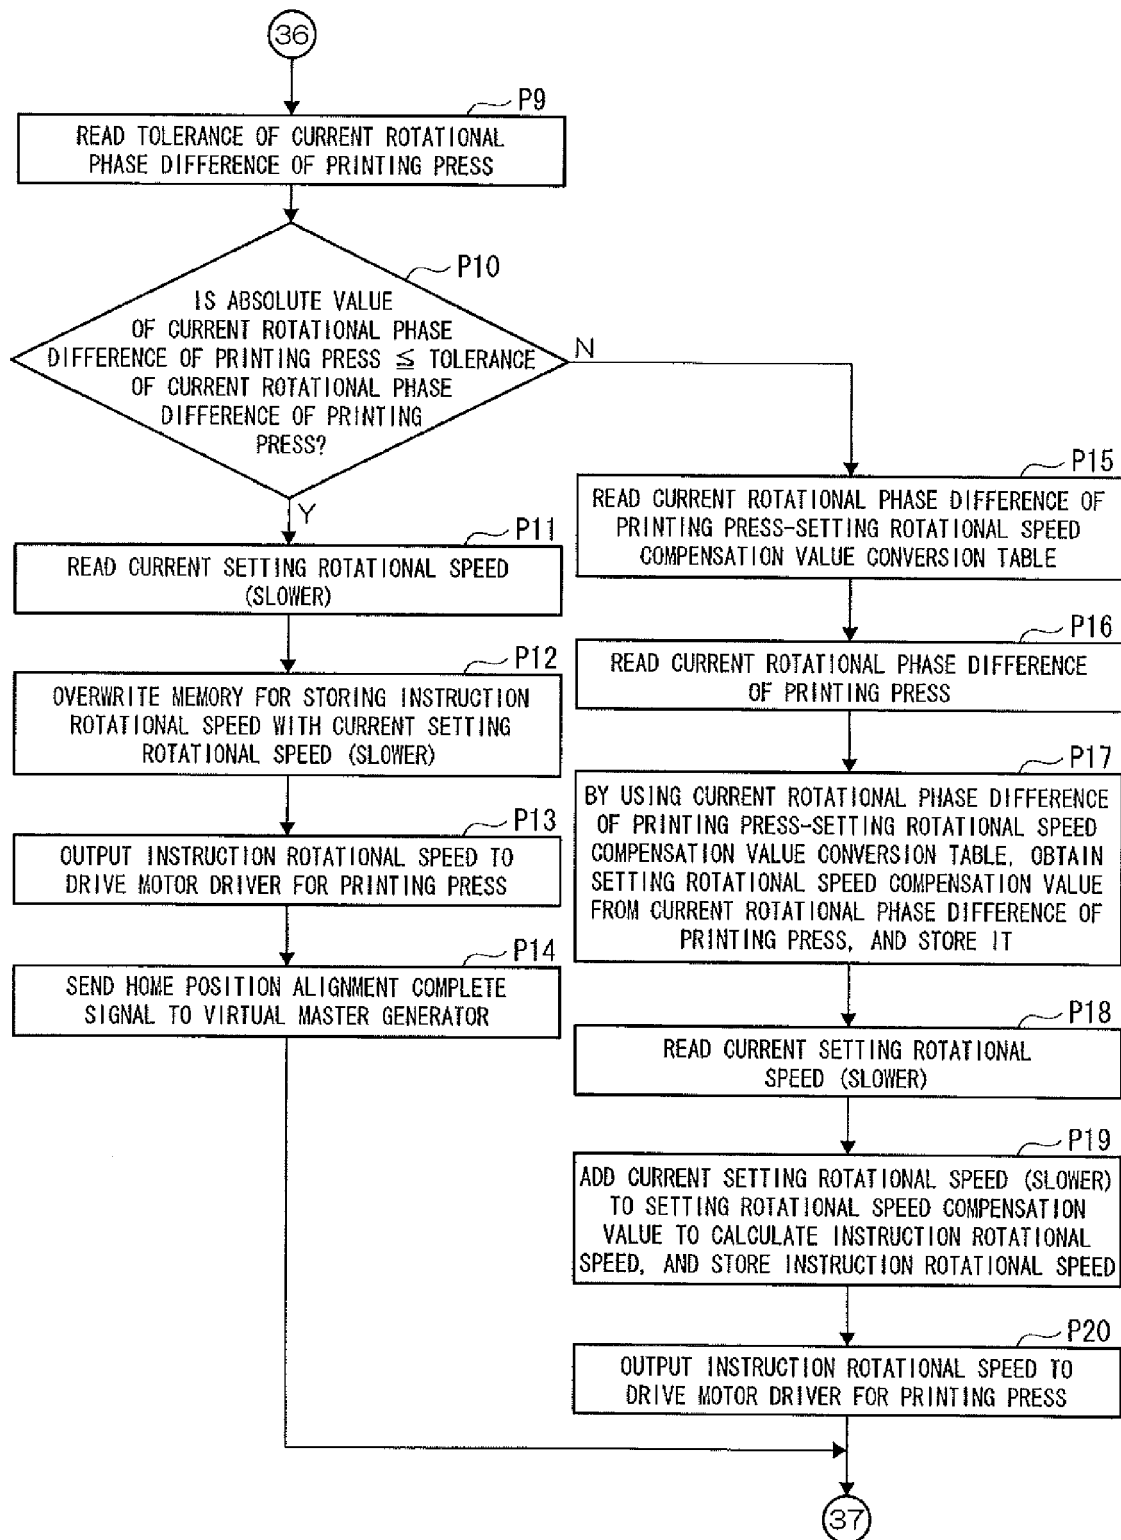 36
P9
READ TOLERANCE OF CURRENT ROTATIONAL
PHASE DIFFERENCE OF PRINTING PRESS
P10
IS ABSOLUTE VALUE
OF CURRENT ROTATIONAL PHASE
DIFFERENCE OF PRINTING PRESS ≦ TOLERANCE
OF CURRENT ROTATIONAL PHASE
DIFFERENCE OF PRINTING
PRESS?
N
Y
P11
READ CURRENT SETTING ROTATIONAL SPEED
(SLOWER)
P12
OVERWRITE MEMORY FOR STORING INSTRUCTION
ROTATIONAL SPEED WITH CURRENT SETTING
ROTATIONAL SPEED (SLOWER)
P13
OUTPUT INSTRUCTION ROTATIONAL SPEED TO
DRIVE MOTOR DRIVER FOR PRINTING PRESS
P14
SEND HOME POSITION ALIGNMENT COMPLETE
SIGNAL TO VIRTUAL MASTER GENERATOR
P15
READ CURRENT ROTATIONAL PHASE DIFFERENCE OF
PRINTING PRESS-SETTING ROTATIONAL SPEED
COMPENSATION VALUE CONVERSION TABLE
P16
READ CURRENT ROTATIONAL PHASE DIFFERENCE
OF PRINTING PRESS
P17
BY USING CURRENT ROTATIONAL PHASE DIFFERENCE
OF PRINTING PRESS-SETTING ROTATIONAL SPEED
COMPENSATION VALUE CONVERSION TABLE, OBTAIN
SETTING ROTATIONAL SPEED COMPENSATION VALUE
FROM CURRENT ROTATIONAL PHASE DIFFERENCE OF
PRINTING PRESS, AND STORE IT
P18
READ CURRENT SETTING ROTATIONAL
SPEED (SLOWER)
P19
ADD CURRENT SETTING ROTATIONAL SPEED (SLOWER)
TO SETTING ROTATIONAL SPEED COMPENSATION
VALUE TO CALCULATE INSTRUCTION ROTATIONAL
SPEED, AND STORE INSTRUCTION ROTATIONAL SPEED
P20
OUTPUT INSTRUCTION ROTATIONAL SPEED TO
DRIVE MOTOR DRIVER FOR PRINTING PRESS
37